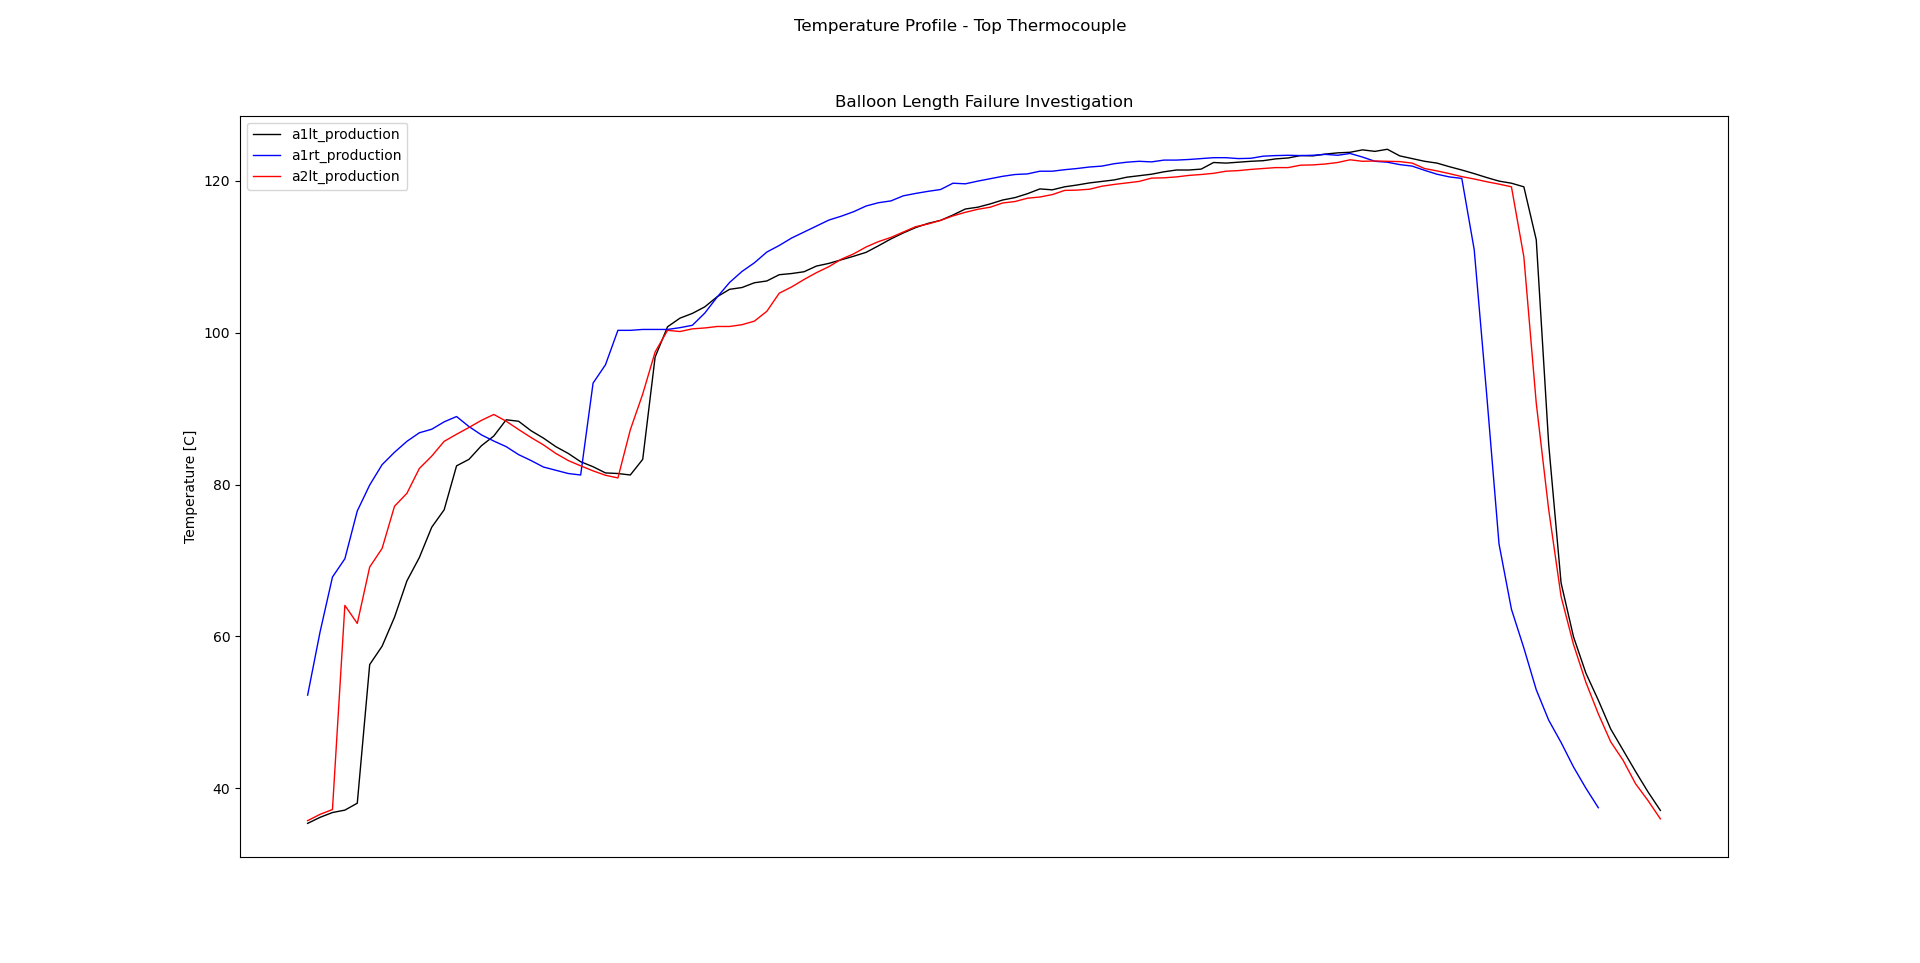 Temperature Profile - Top Thermocouple
Balloon Length Failure Investigation
a1lt_production
a1rt_production
a2lt_production
120
100
80
60
40
Temperature [C]